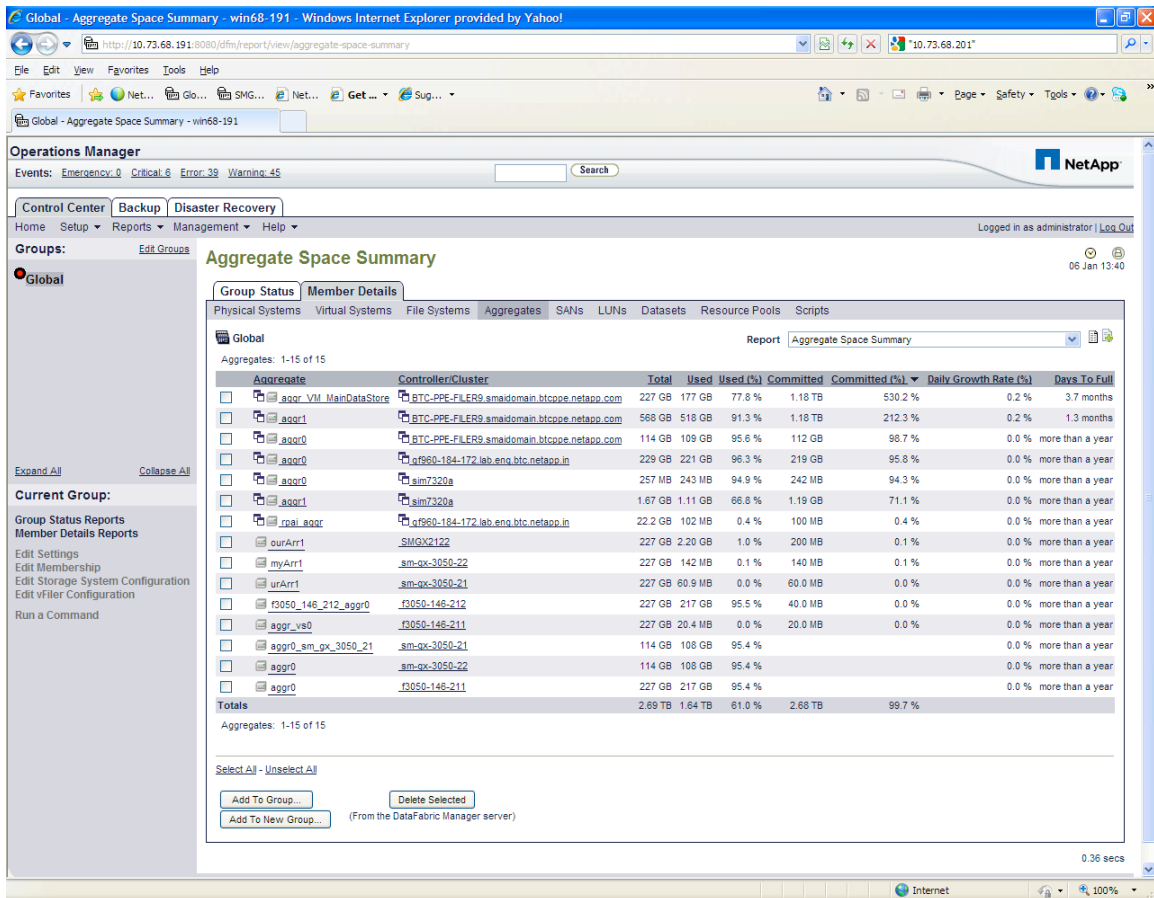 Global - Aggregate Space Summary - win68-191 - Windows Internet Explorer provided by Yahoo!
http://10.73.68.191:8080/dfm/report/view/aggregate-space-summary "10.73.68.201"
File Edit View Favorites Tools Help
Favorites Net... Glo... SMG... Net... Get ... Sug... Page Safety Tools »
Global - Aggregate Space Summary - win68-191
Operations Manager
NetApp
Events: Emergency: 0 Critical: 6 Error: 39 Warning: 45 Search
Control Center Backup Disaster Recovery
Home Setup Reports Management Help Logged in as administrator | Log Out
Groups: Edit Groups
Global
Expand All Collapse All
Current Group:
Group Status Reports
Member Details Reports
Edit Settings
Edit Membership
Edit Storage System Configuration
Edit vFiler Configuration
Run a Command
Aggregate Space Summary
06 Jan 13:40
Group Status Member Details
Physical Systems Virtual Systems File Systems Aggregates SANs LUNs Datasets Resource Pools Scripts
Global Report Aggregate Space Summary
Aggregates: 1-15 of 15
Aggregate Controller/Cluster Total Used Used (%) Committed Committed (%) Daily Growth Rate (%) Days To Full
aggr_VM_MainDataStore BTC-PPE-FILER9.smaidomain.btcppe.netapp.com 227 GB 177 GB 77.8 % 1.18 TB 530.2 % 0.2 % 3.7 months
aggr1 BTC-PPE-FILER9.smaidomain.btcppe.netapp.com 568 GB 518 GB 91.3 % 1.18 TB 212.3 % 0.2 % 1.3 months
aggr0 BTC-PPE-FILER9.smaidomain.btcppe.netapp.com 114 GB 109 GB 95.6 % 112 GB 98.7 % 0.0 % more than a year
aggr0 gf960-184-172.lab.eng.btc.netapp.in 229 GB 221 GB 96.3 % 219 GB 95.8 % 0.0 % more than a year
aggr0 sim7320a 257 MB 243 MB 94.9 % 242 MB 94.3 % 0.0 % more than a year
aggr1 sim7320a 1.67 GB 1.11 GB 66.8 % 1.19 GB 71.1 % 0.0 % more than a year
rpai_aggr gf960-184-172.lab.eng.btc.netapp.in 22.2 GB 102 MB 0.4 % 100 MB 0.4 % 0.0 % more than a year
ourArr1 SMGX2122 227 GB 2.20 GB 1.0 % 200 MB 0.1 % 0.0 % more than a year
myArr1 sm-gx-3050-22 227 GB 142 MB 0.1 % 140 MB 0.1 % 0.0 % more than a year
urArr1 sm-gx-3050-21 227 GB 60.9 MB 0.0 % 60.0 MB 0.0 % 0.0 % more than a year
f3050_146_212_aggr0 f3050-146-212 227 GB 217 GB 95.5 % 40.0 MB 0.0 % 0.0 % more than a year
aggr_vs0 f3050-146-211 227 GB 20.4 MB 0.0 % 20.0 MB 0.0 % 0.0 % more than a year
aggr0_sm_gx_3050_21 sm-gx-3050-21 114 GB 108 GB 95.4 % 0.0 % more than a year
aggr0 sm-gx-3050-22 114 GB 108 GB 95.4 % 0.0 % more than a year
aggr0 f3050-146-211 227 GB 217 GB 95.4 % 0.0 % more than a year
Totals 2.69 TB 1.64 TB 61.0 % 2.68 TB 99.7 %
Aggregates: 1-15 of 15
Select All - Unselect All
Add To Group... Delete Selected
Add To New Group... (From the DataFabric Manager server)
0.36 secs
Internet 100%